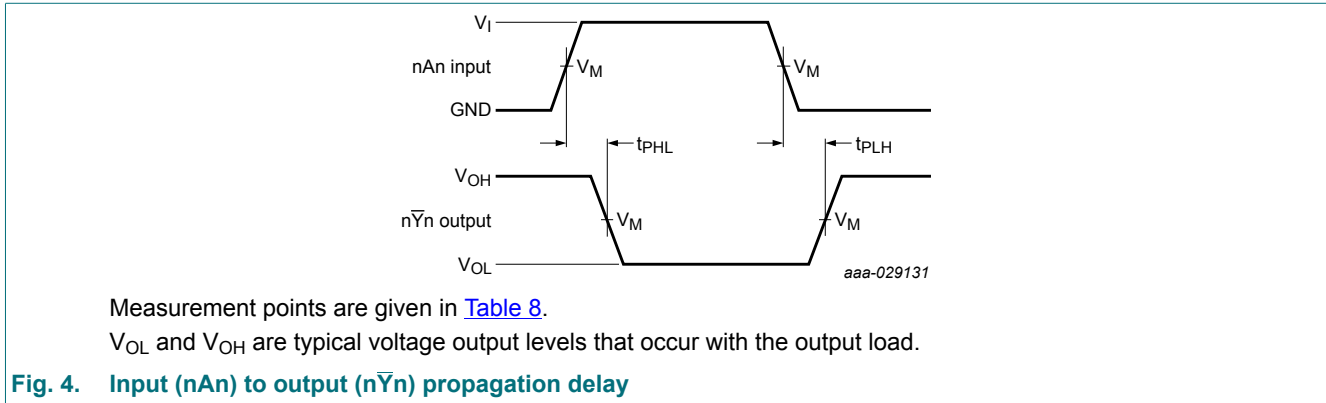 V_I
nAn input
V_M
V_M
GND
t_PHL
t_PLH
V_OH
nY̅n output
V_M
V_M
V_OL
aaa-029131
Measurement points are given in Table 8.
V_OL and V_OH are typical voltage output levels that occur with the output load.
Fig. 4. Input (nAn) to output (nY̅n) propagation delay